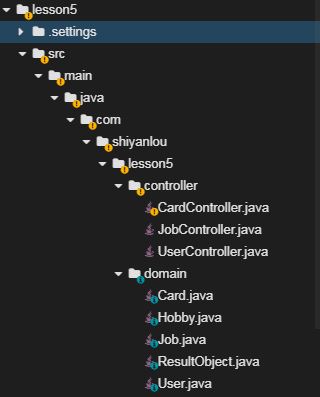 lesson5
.settings
src
main
java
com
shiyanlou
lesson5
controller
CardController.java
JobController.java
UserController.java
domain
Card.java
Hobby.java
Job.java
ResultObject.java
User.java